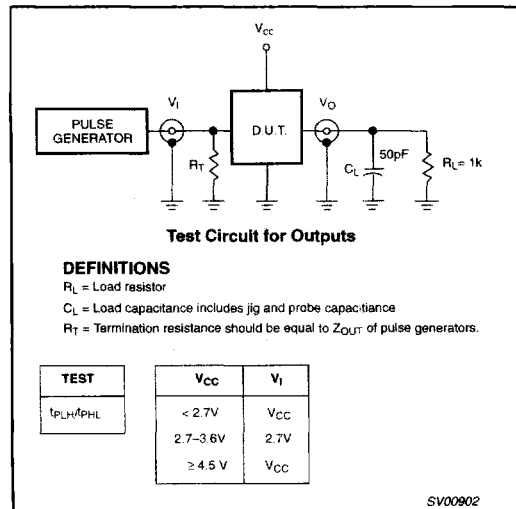 Vcc
PULSE GENERATOR
VI
D.U.T.
VO
RT
CL
50pF
RL= 1k
Test Circuit for Outputs
DEFINITIONS
RL = Load resistor
CL = Load capacitance includes jig and probe capacitiance
RT = Termination resistance should be equal to ZOUT of pulse generators.
TEST
tPLH/tPHL
VCC VI
< 2.7V VCC
2.7–3.6V 2.7V
≥ 4.5 V VCC
SV00902